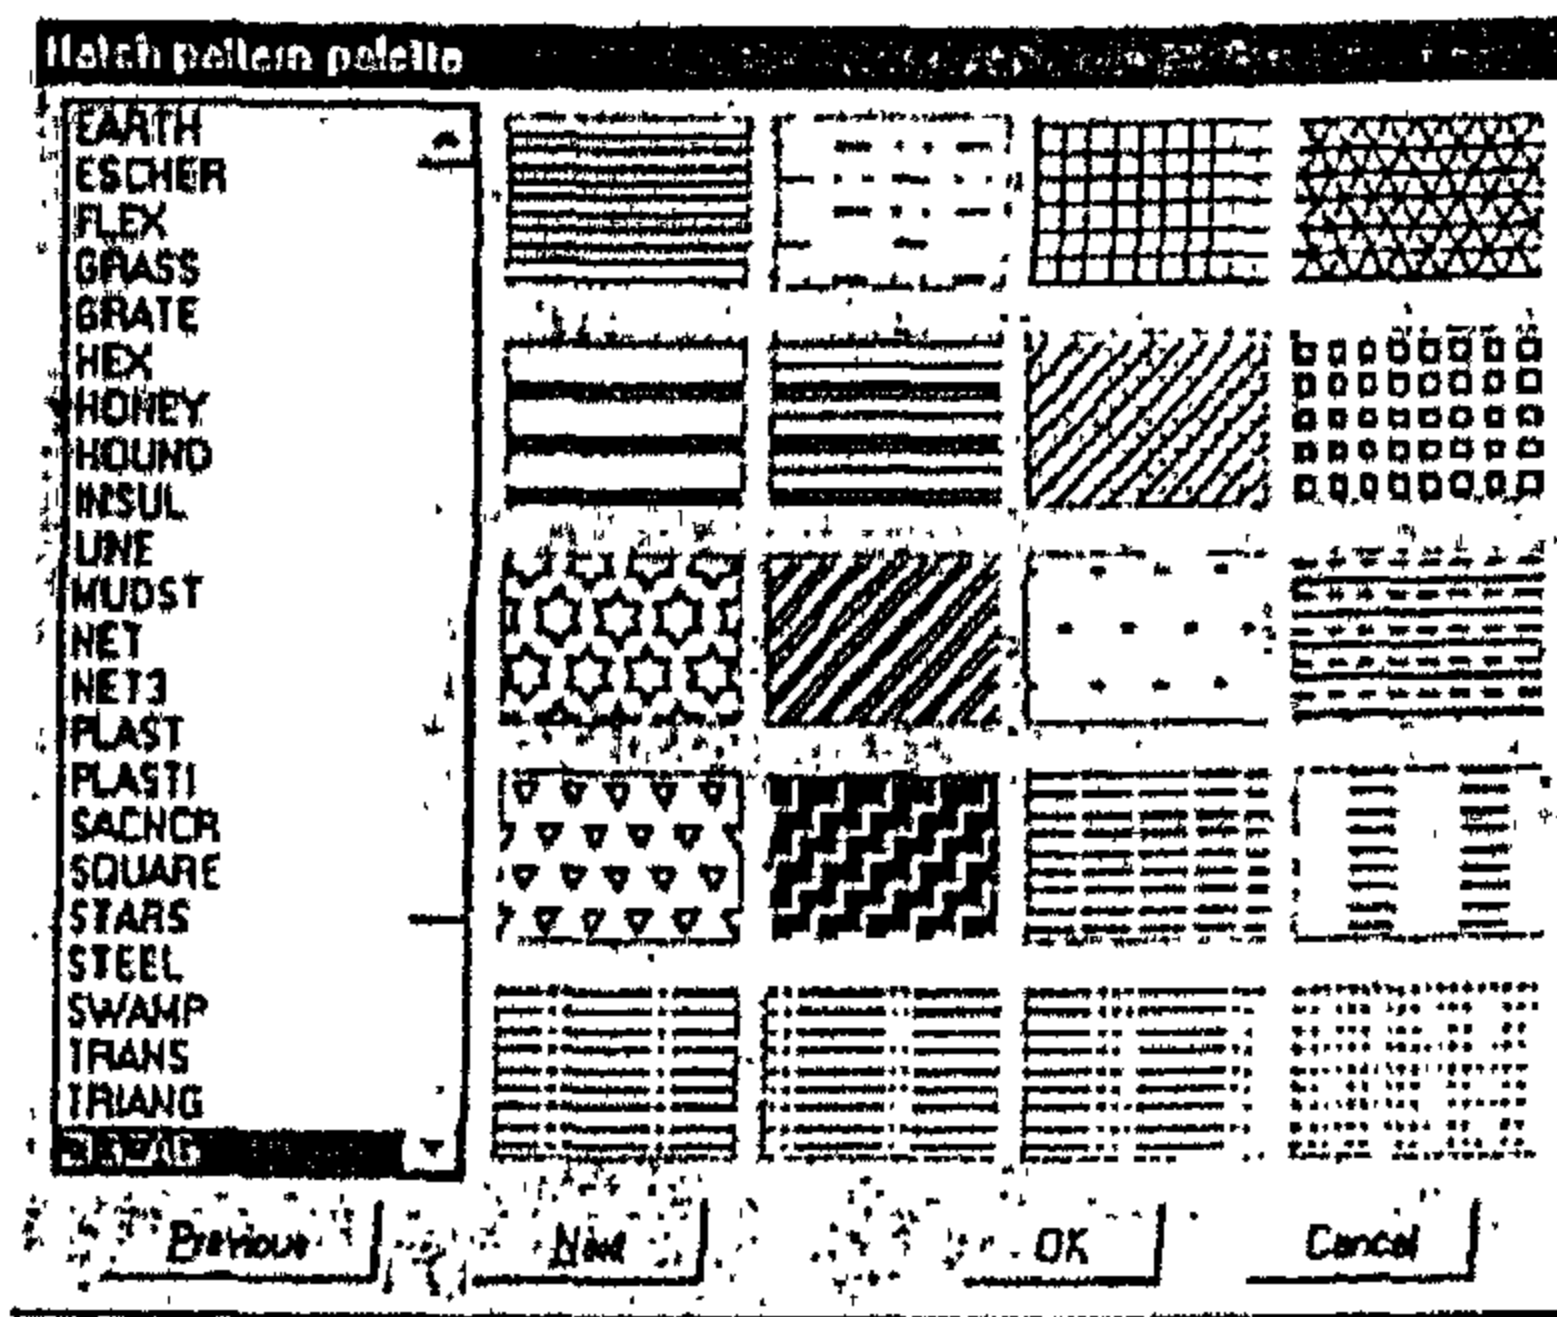 Hatch pattern palette
EARTH
ESCHER
FLEX
GRASS
GRATE
HEX
HONEY
HOUND
INSUL
LINE
MUDST
NET
NET3
PLAST
PLASTI
SACNCR
SQUARE
STARS
STEEL
SWAMP
TRANS
TRIANG
ZIGZAG
Previous
Next
OK
Cancel